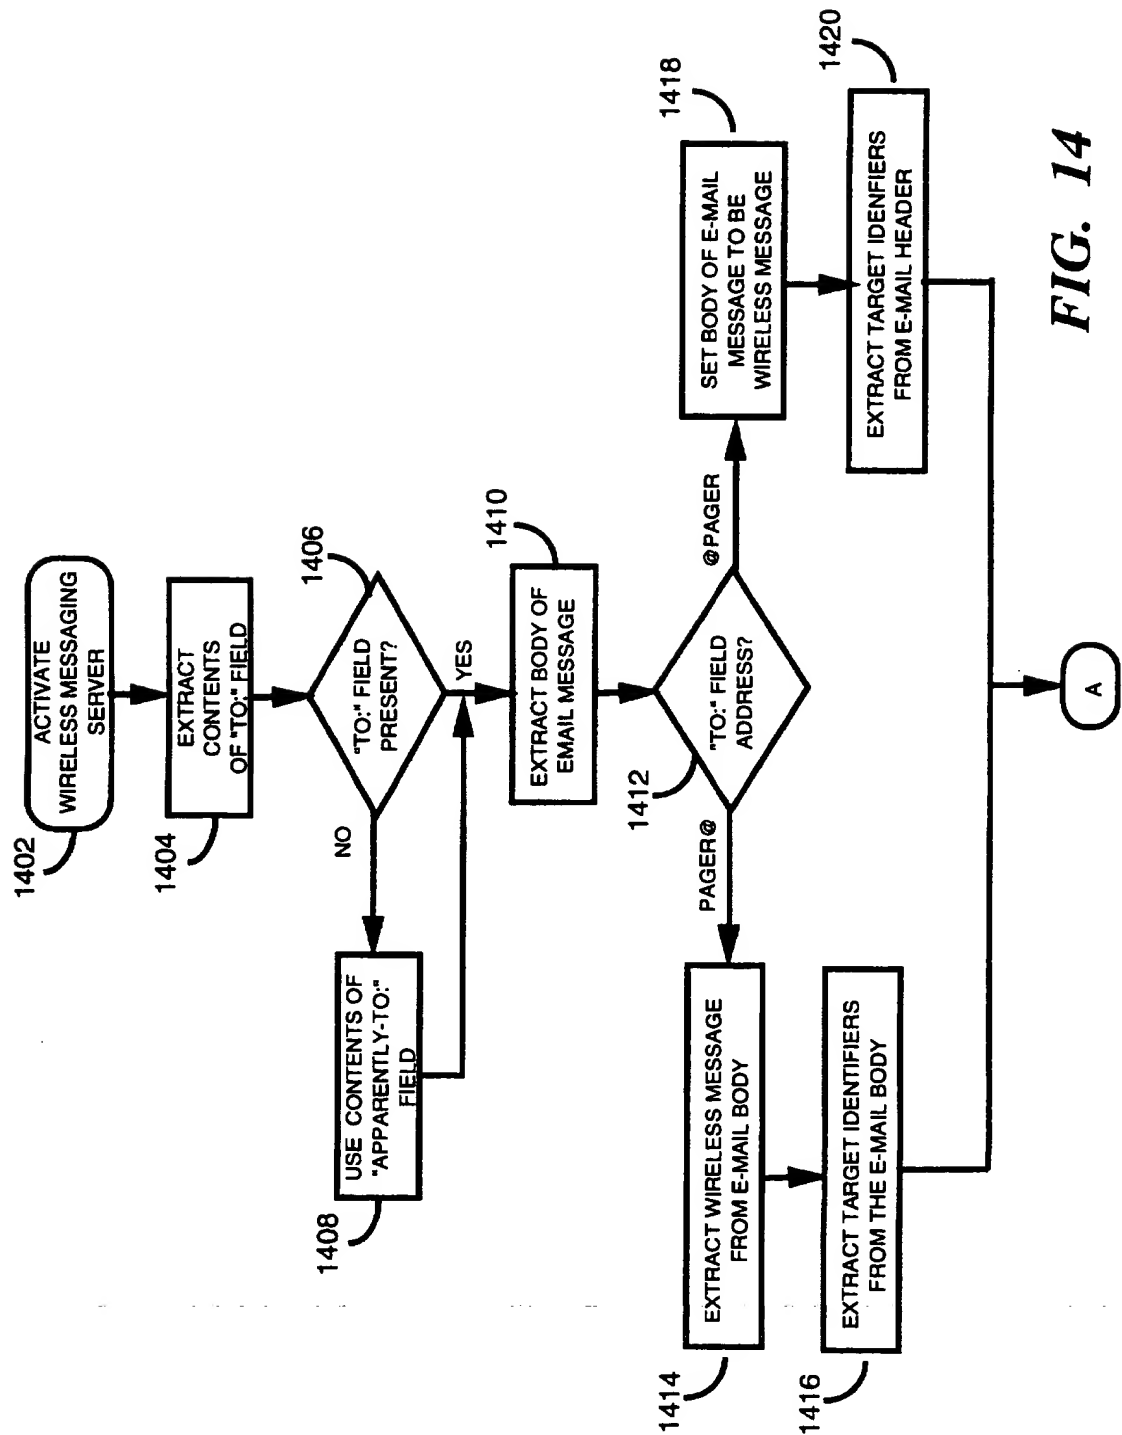 1402
ACTIVATE
WIRELESS MESSAGING
SERVER
1404
EXTRACT
CONTENTS
OF "TO:" FIELD
1406
"TO:" FIELD
PRESENT?
NO
YES
1408
USE CONTENTS OF
"APPARENTLY-TO:"
FIELD
1410
EXTRACT BODY OF
EMAIL MESSAGE
1412
"TO:" FIELD
ADDRESS?
PAGER@
@PAGER
1414
EXTRACT WIRELESS MESSAGE
FROM E-MAIL BODY
1416
EXTRACT TARGET IDENTIFIERS
FROM THE E-MAIL BODY
1418
SET BODY OF E-MAIL
MESSAGE TO BE
WIRELESS MESSAGE
1420
EXTRACT TARGET IDENFIERS
FROM E-MAIL HEADER
A
FIG. 14